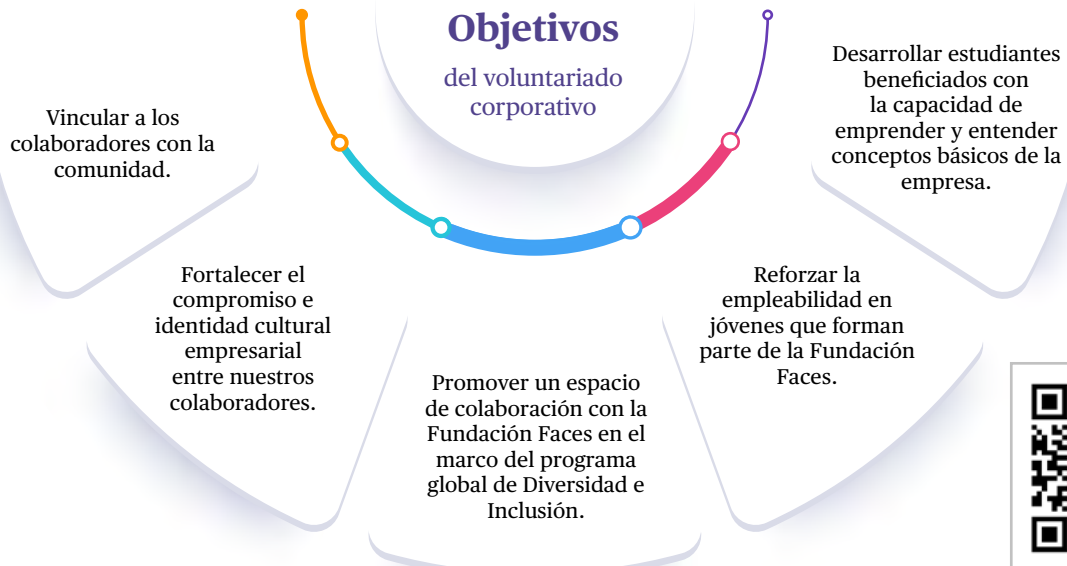 Objetivos
del voluntariado
corporativo
Vincular a los
colaboradores con la
comunidad.
Fortalecer el
compromiso e
identidad cultural
empresarial
entre nuestros
colaboradores.
Promover un espacio
de colaboración con la
Fundación Faces en el
marco del programa
global de Diversidad e
Inclusión.
Reforzar la
empleabilidad en
jóvenes que forman
parte de la Fundación
Faces.
Desarrollar estudiantes
beneficiados con
la capacidad de
emprender y entender
conceptos básicos de la
empresa.